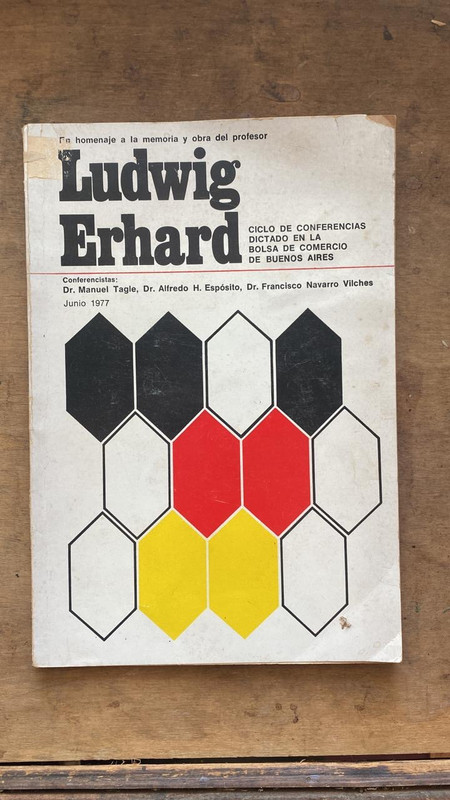 En homenaje a la memoria y obra del profesor
Ludwig
Erhard
CICLO DE CONFERENCIAS
DICTADO EN LA
BOLSA DE COMERCIO
DE BUENOS AIRES
Conferencistas:
Dr. Manuel Tagle, Dr. Alfredo H. Espósito, Dr. Francisco Navarro Vilches
Junio 1977